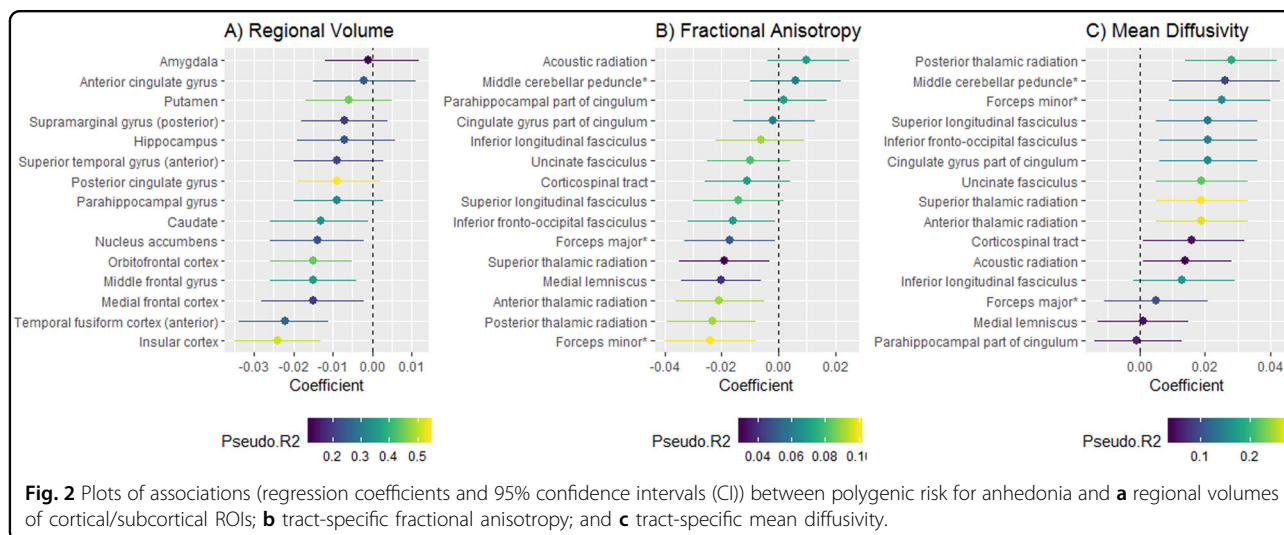 A) Regional Volume
Amygdala
Anterior cingulate gyrus
Putamen
Supramarginal gyrus (posterior)
Hippocampus
Superior temporal gyrus (anterior)
Posterior cingulate gyrus
Parahippocampal gyrus
Caudate
Nucleus accumbens
Orbitofrontal cortex
Middle frontal gyrus
Medial frontal cortex
Temporal fusiform cortex (anterior)
Insular cortex
-0.03 -0.02 -0.01 0.00 0.01
Coefficient
Pseudo.R2
0.2 0.3 0.4 0.5
B) Fractional Anisotropy
Acoustic radiation
Middle cerebellar peduncle*
Parahippocampal part of cingulum
Cingulate gyrus part of cingulum
Inferior longitudinal fasciculus
Uncinate fasciculus
Corticospinal tract
Superior longitudinal fasciculus
Inferior fronto-occipital fasciculus
Forceps major*
Superior thalamic radiation
Medial lemniscus
Anterior thalamic radiation
Posterior thalamic radiation
Forceps minor*
-0.04 -0.02 0.00 0.02
Coefficient
Pseudo.R2
0.04 0.06 0.08 0.10
C) Mean Diffusivity
Posterior thalamic radiation
Middle cerebellar peduncle*
Forceps minor*
Superior longitudinal fasciculus
Inferior fronto-occipital fasciculus
Cingulate gyrus part of cingulum
Uncinate fasciculus
Superior thalamic radiation
Anterior thalamic radiation
Corticospinal tract
Acoustic radiation
Inferior longitudinal fasciculus
Forceps major*
Medial lemniscus
Parahippocampal part of cingulum
0.00 0.02 0.04
Coefficient
Pseudo.R2
0.1 0.2
Fig. 2 Plots of associations (regression coefficients and 95% confidence intervals (CI)) between polygenic risk for anhedonia and a regional volumes
of cortical/subcortical ROIs; b tract-specific fractional anisotropy; and c tract-specific mean diffusivity.